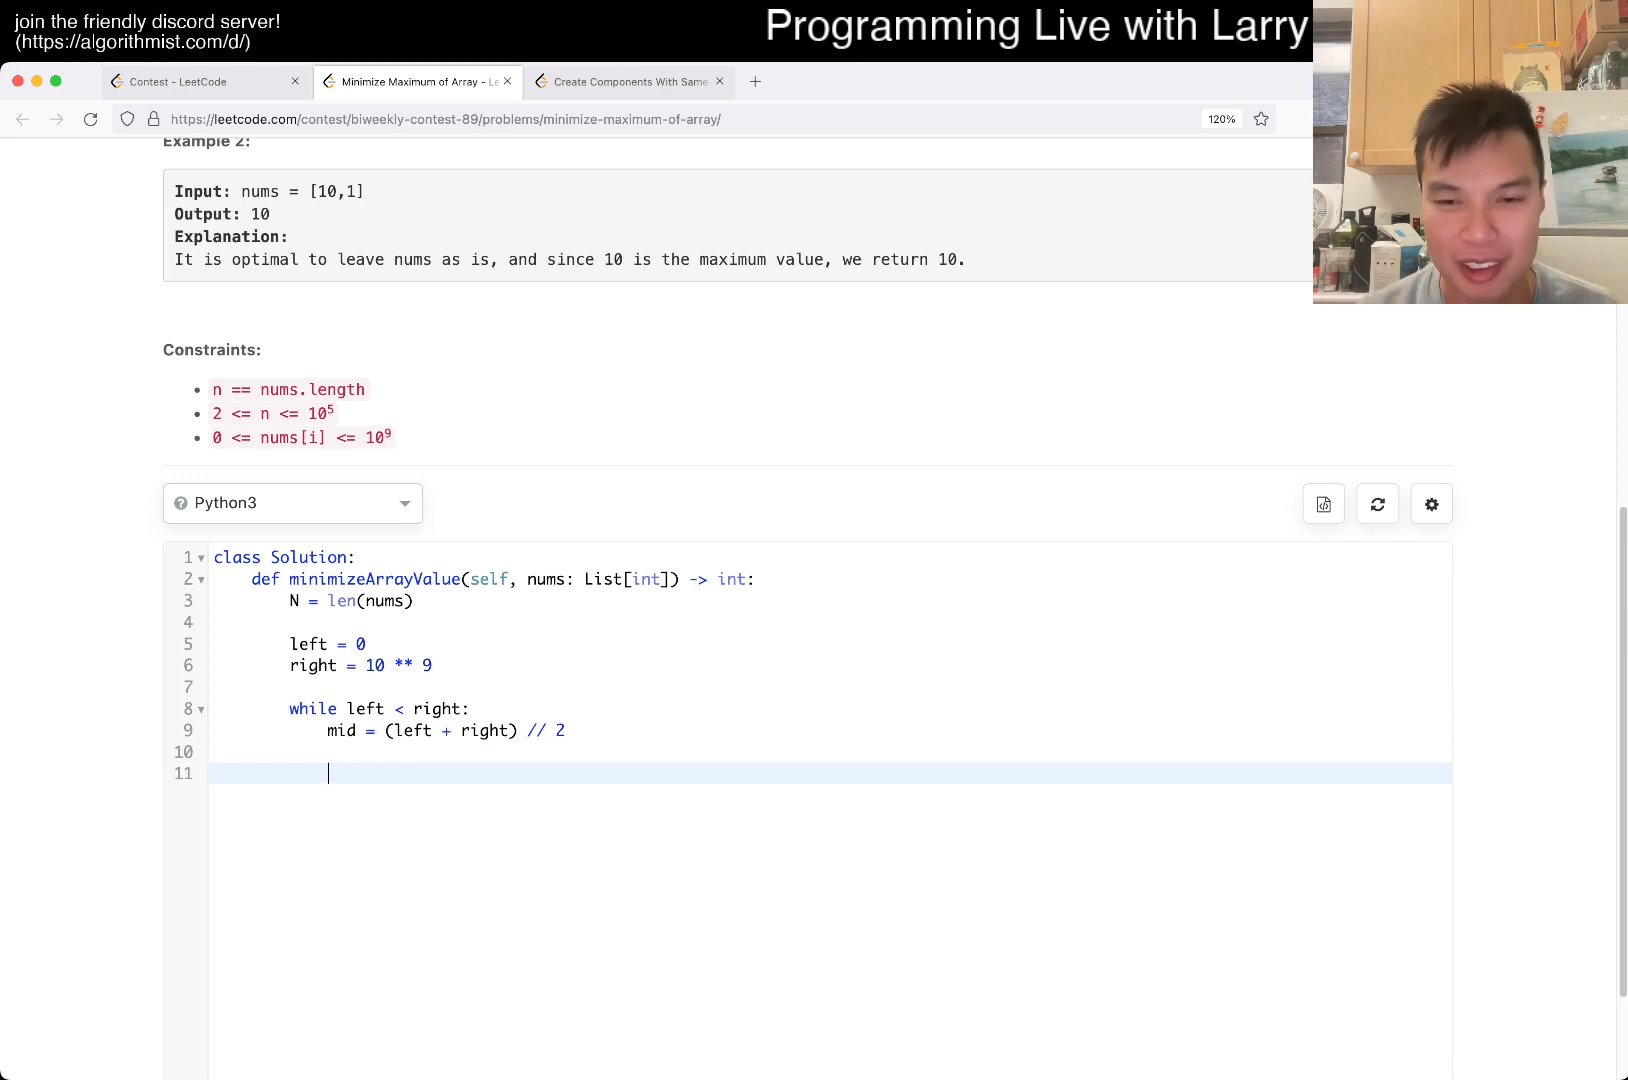 join the friendly discord server!
(https://algorithmist.com/d/)
Programming Live with Larry
Contest - LeetCode
Minimize Maximum of Array - Le
Create Components With Same
https://leetcode.com/contest/biweekly-contest-89/problems/minimize-maximum-of-array/
120%
Example 2:
Input: nums = [10,1]
Output: 10
Explanation:
It is optimal to leave nums as is, and since 10 is the maximum value, we return 10.
Constraints:
n == nums.length
2 <= n <= 10⁵
0 <= nums[i] <= 10⁹
Python3
1 class Solution:
2 def minimizeArrayValue(self, nums: List[int]) -> int:
3 N = len(nums)
4
5 left = 0
6 right = 10 ** 9
7
8 while left < right:
9 mid = (left + right) // 2
10
11